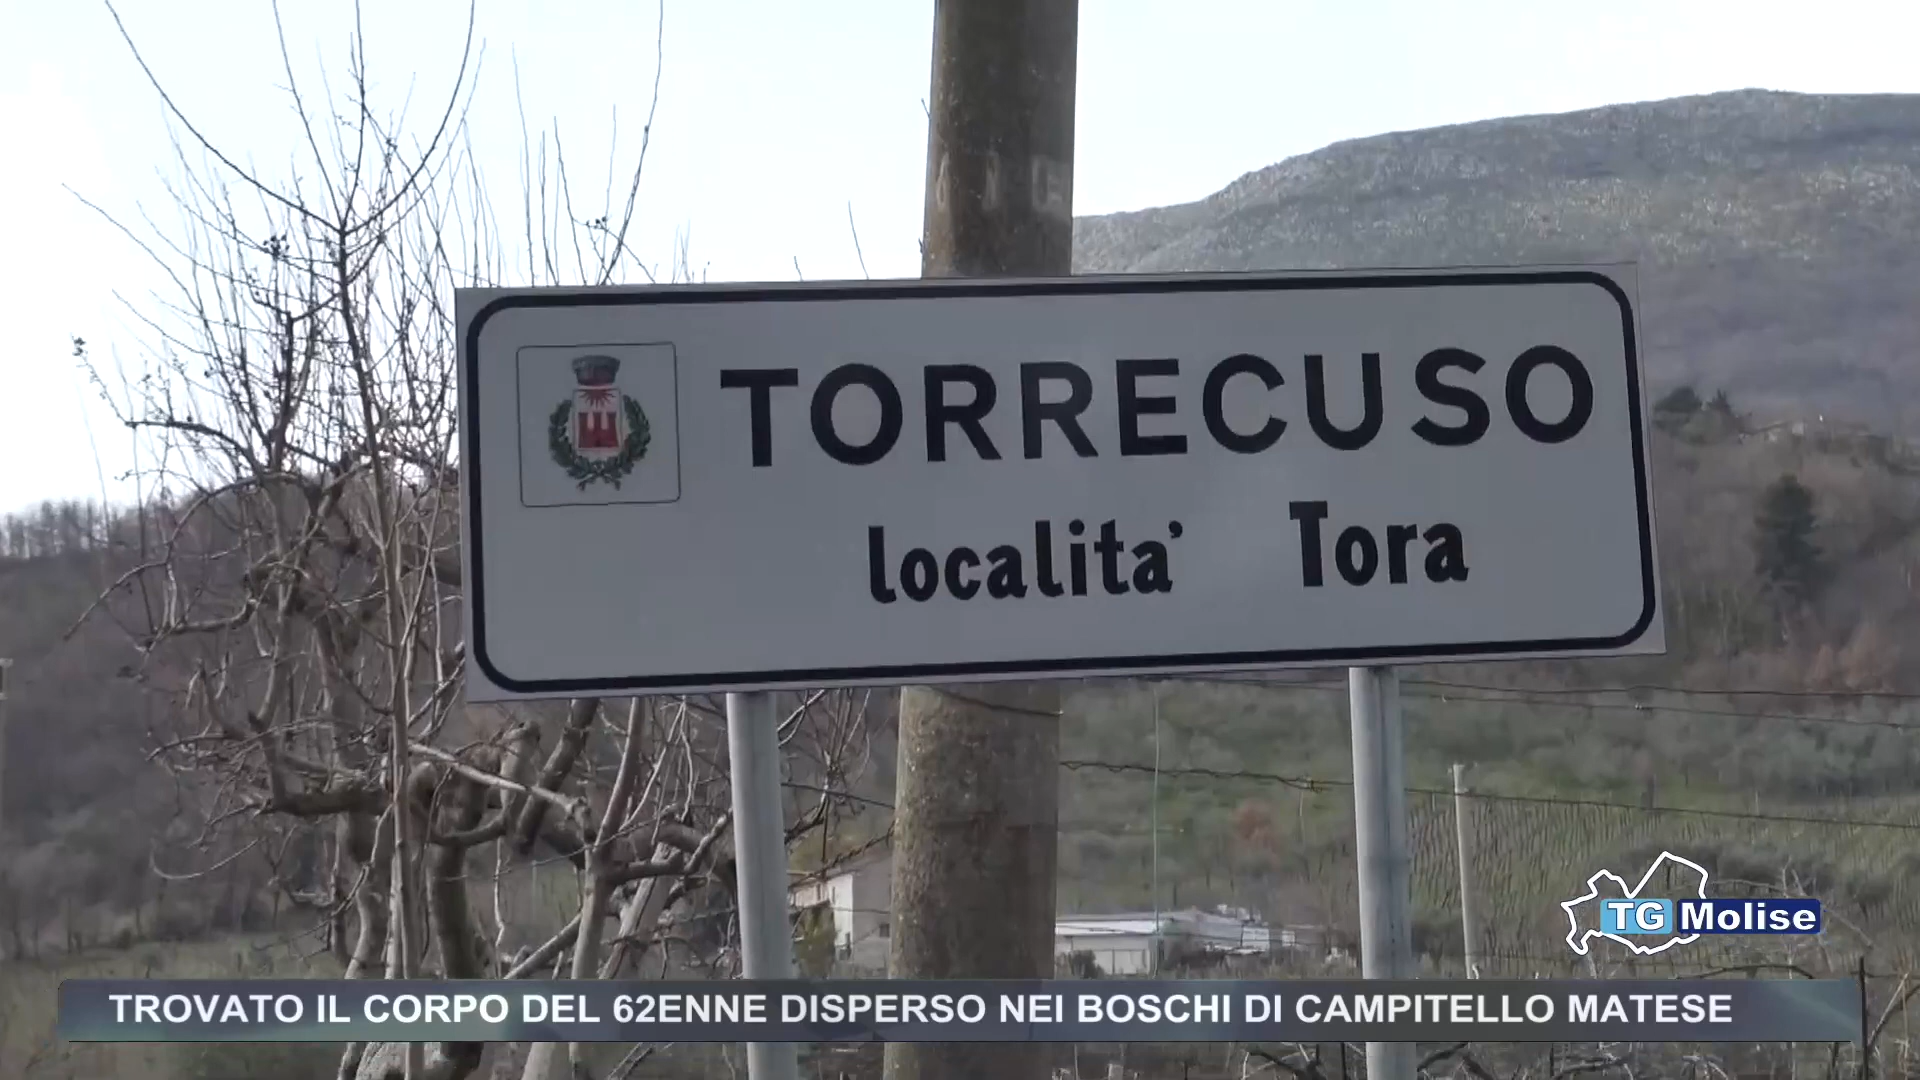 TORRECUSO
localita' Tora
TG Molise
TROVATO IL CORPO DEL 62ENNE DISPERSO NEI BOSCHI DI CAMPITELLO MATESE